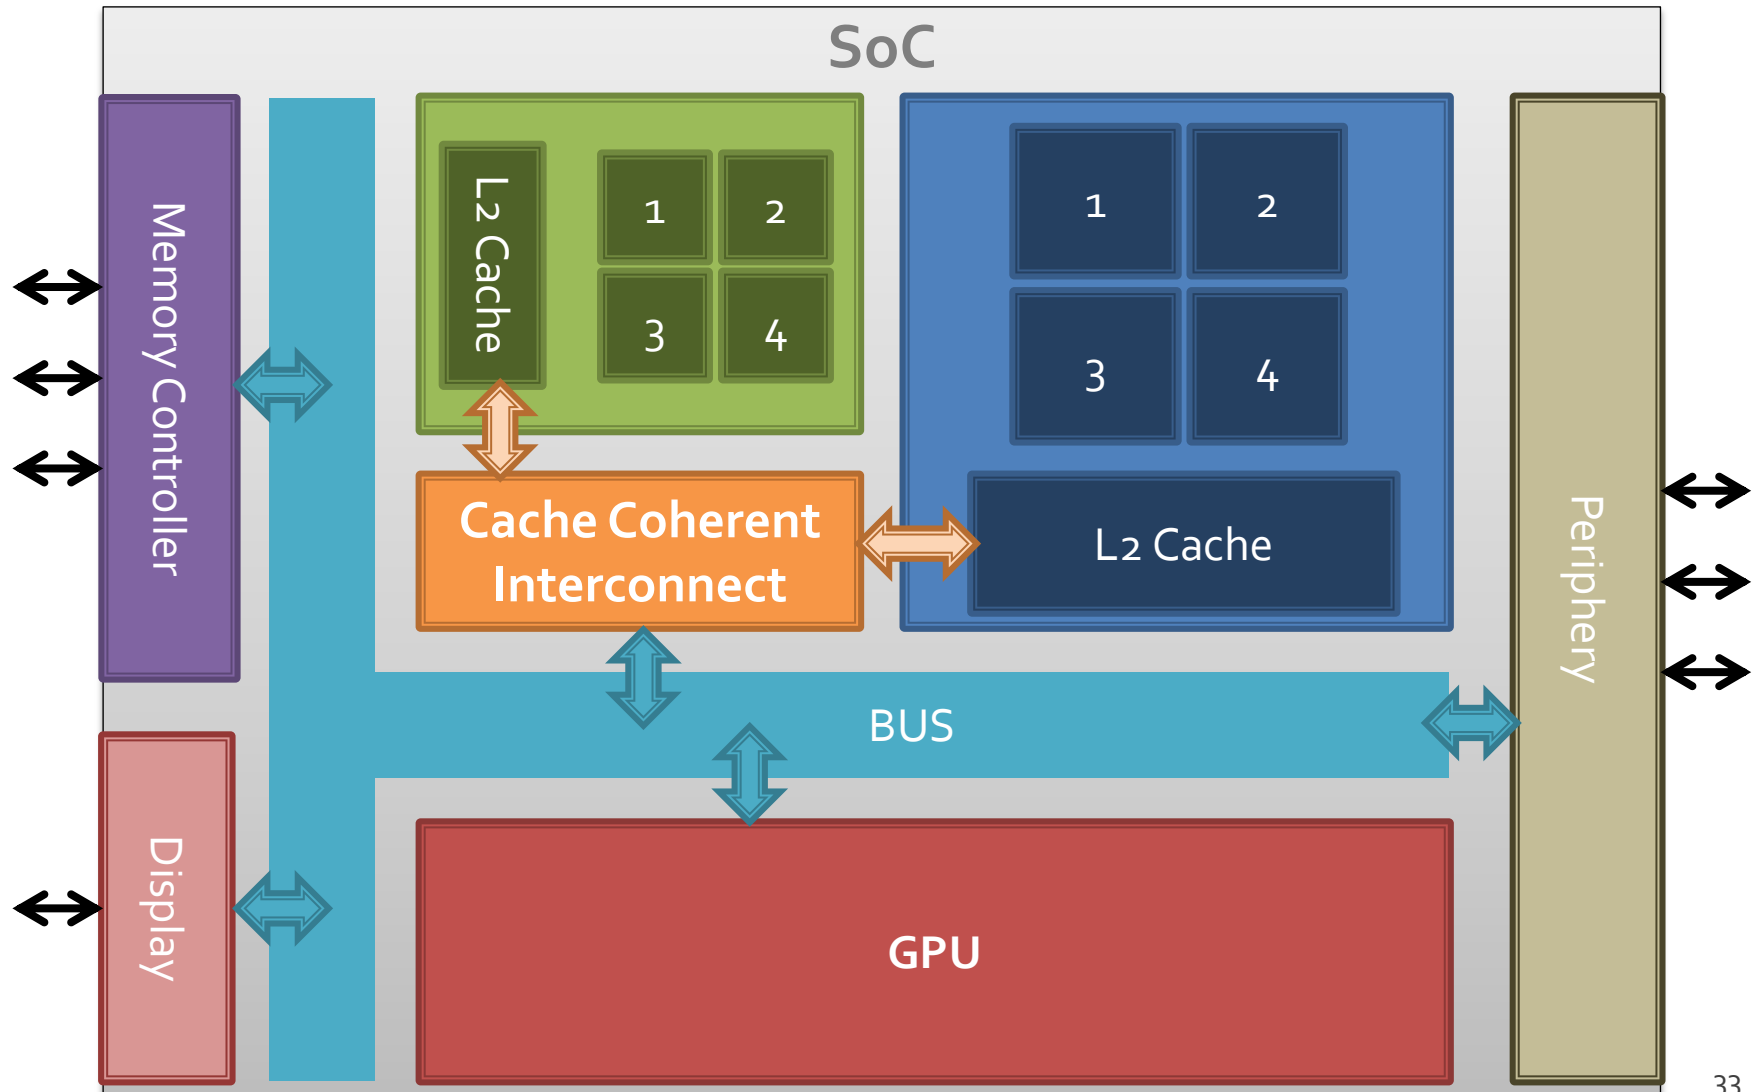 SoC
Memory Controller
L2 Cache
1
2
3
4
1
2
3
4
L2 Cache
Cache Coherent
Interconnect
Periphery
BUS
Display
GPU
33